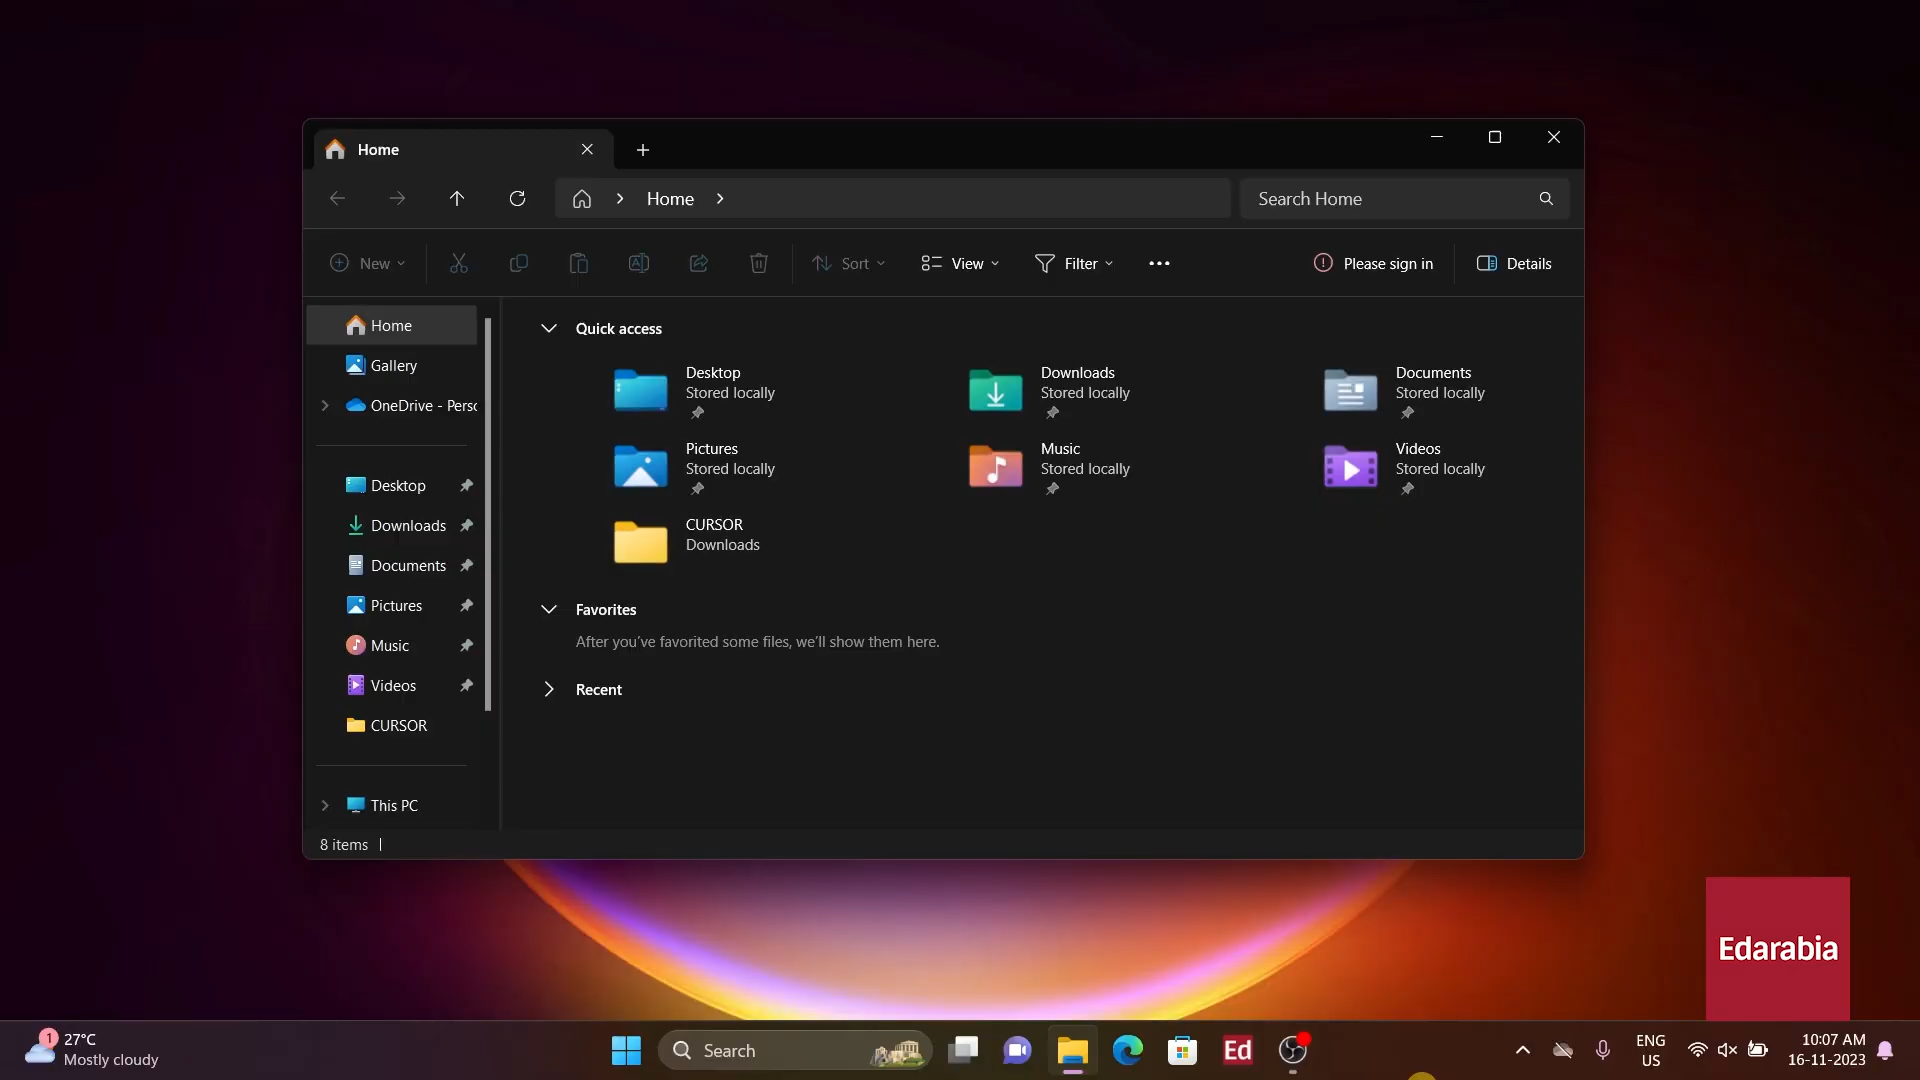 Home
Home
Search Home
New
Sort
View
Filter
Please sign in
Details
Home
Gallery
OneDrive - Perso
Desktop
Downloads
Documents
Pictures
Music
Videos
CURSOR
This PC
8 items
Quick access
Desktop
Stored locally
Downloads
Stored locally
Documents
Stored locally
Pictures
Stored locally
Music
Stored locally
Videos
Stored locally
CURSOR
Downloads
Favorites
After you've favorited some files, we'll show them here.
Recent
Edarabia
1
27°C
Mostly cloudy
Search
Ed
ENG
US
10:07 AM
16-11-2023